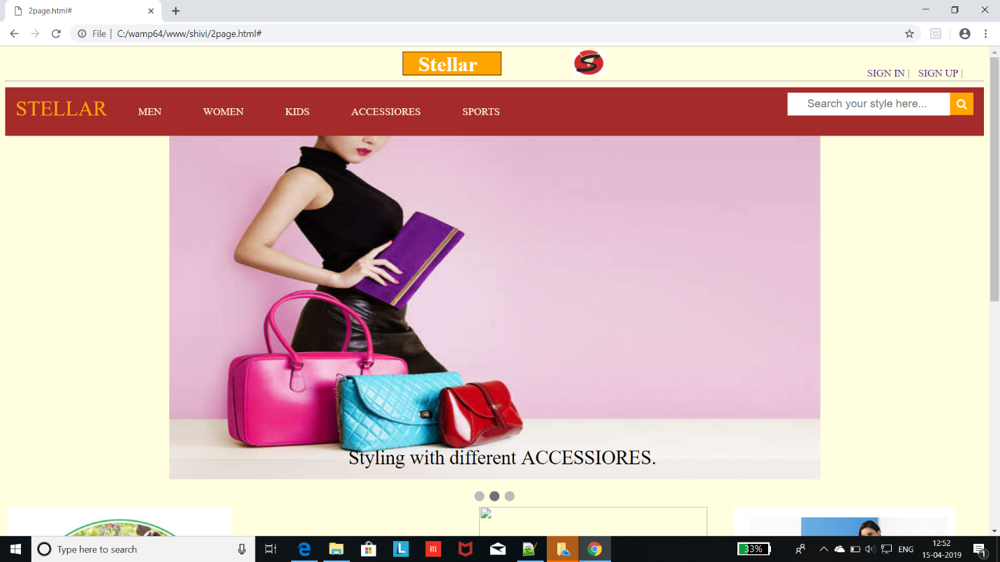 2page.html#
File | C:/wamp64/www/shivi/2page.html#
Stellar
S
SIGN IN | SIGN UP |
STELLAR MEN WOMEN KIDS ACCESSIORES SPORTS Search your style here...
Styling with different ACCESSIORES.
Type here to search
L
33%
ENG
12:52
15-04-2019
1